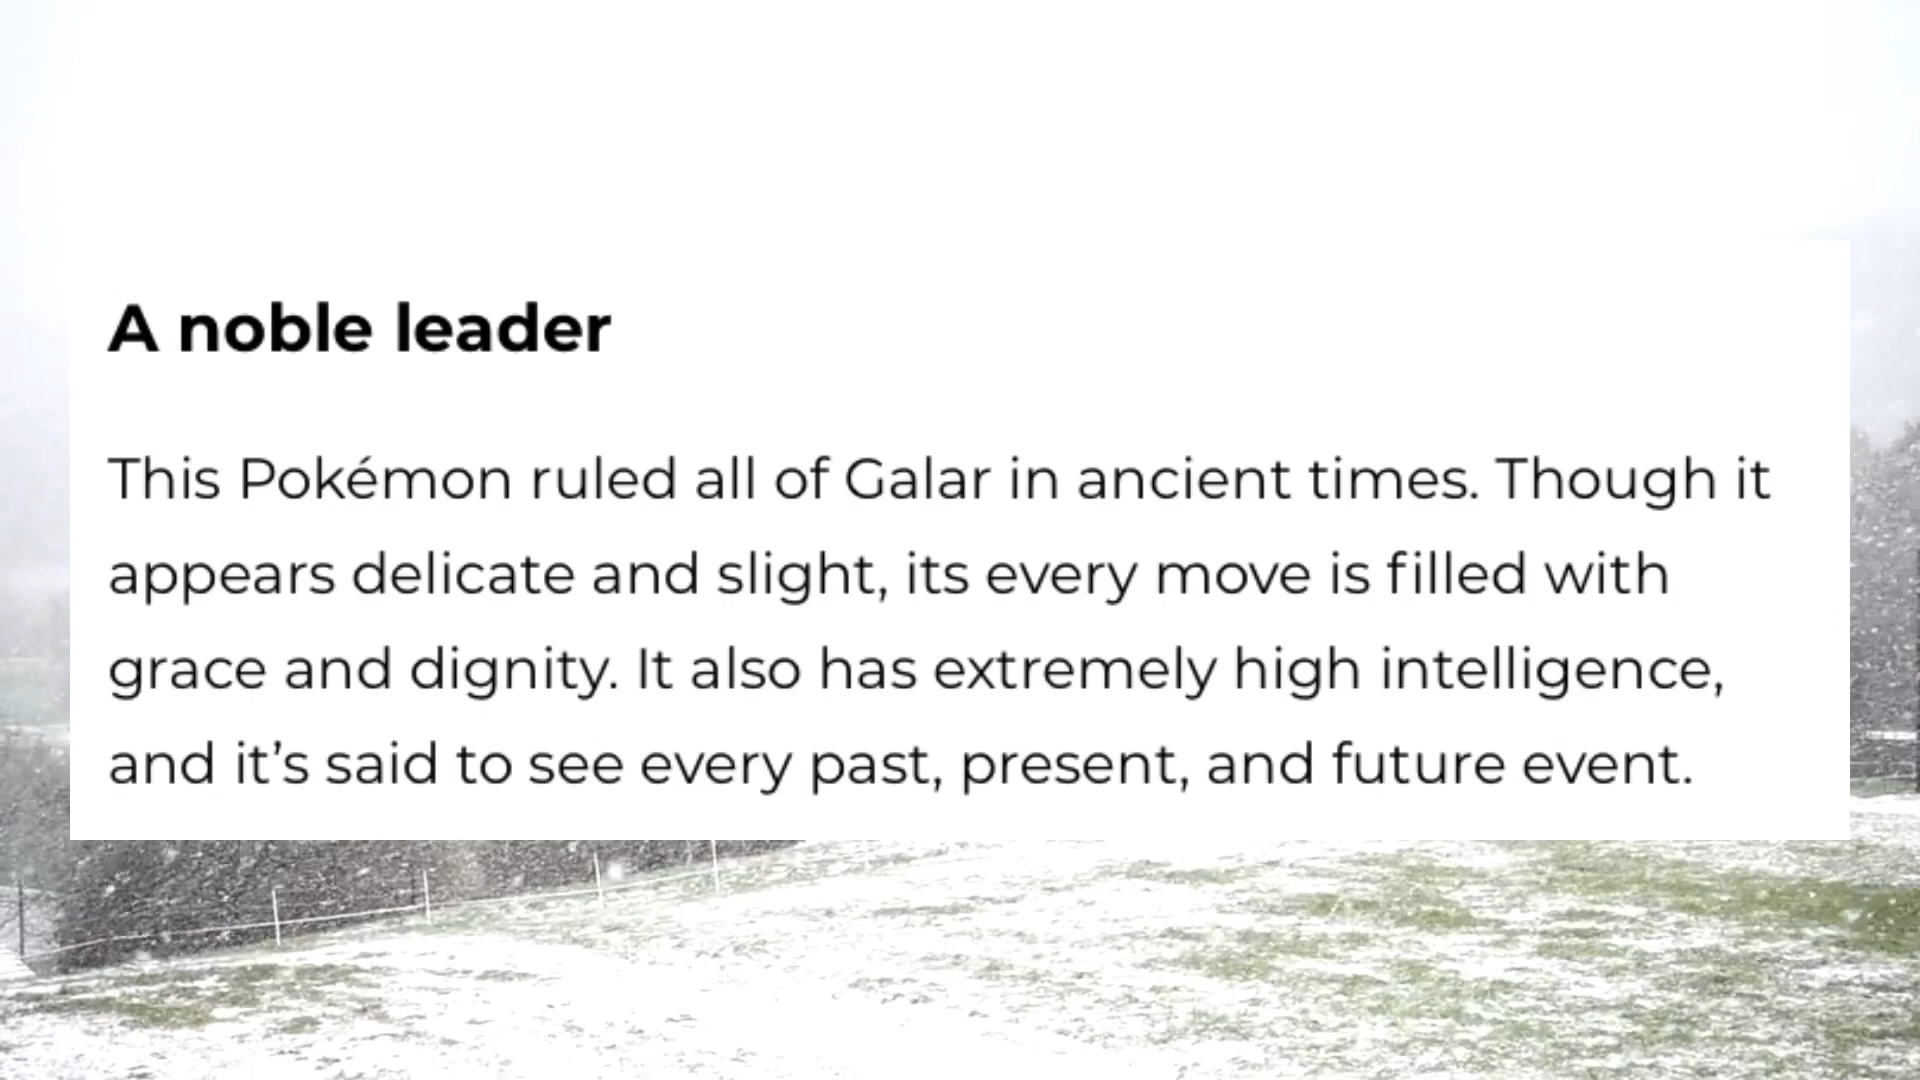 A noble leader
This Pokémon ruled all of Galar in ancient times. Though it
appears delicate and slight, its every move is filled with
grace and dignity. It also has extremely high intelligence,
and it’s said to see every past, present, and future event.